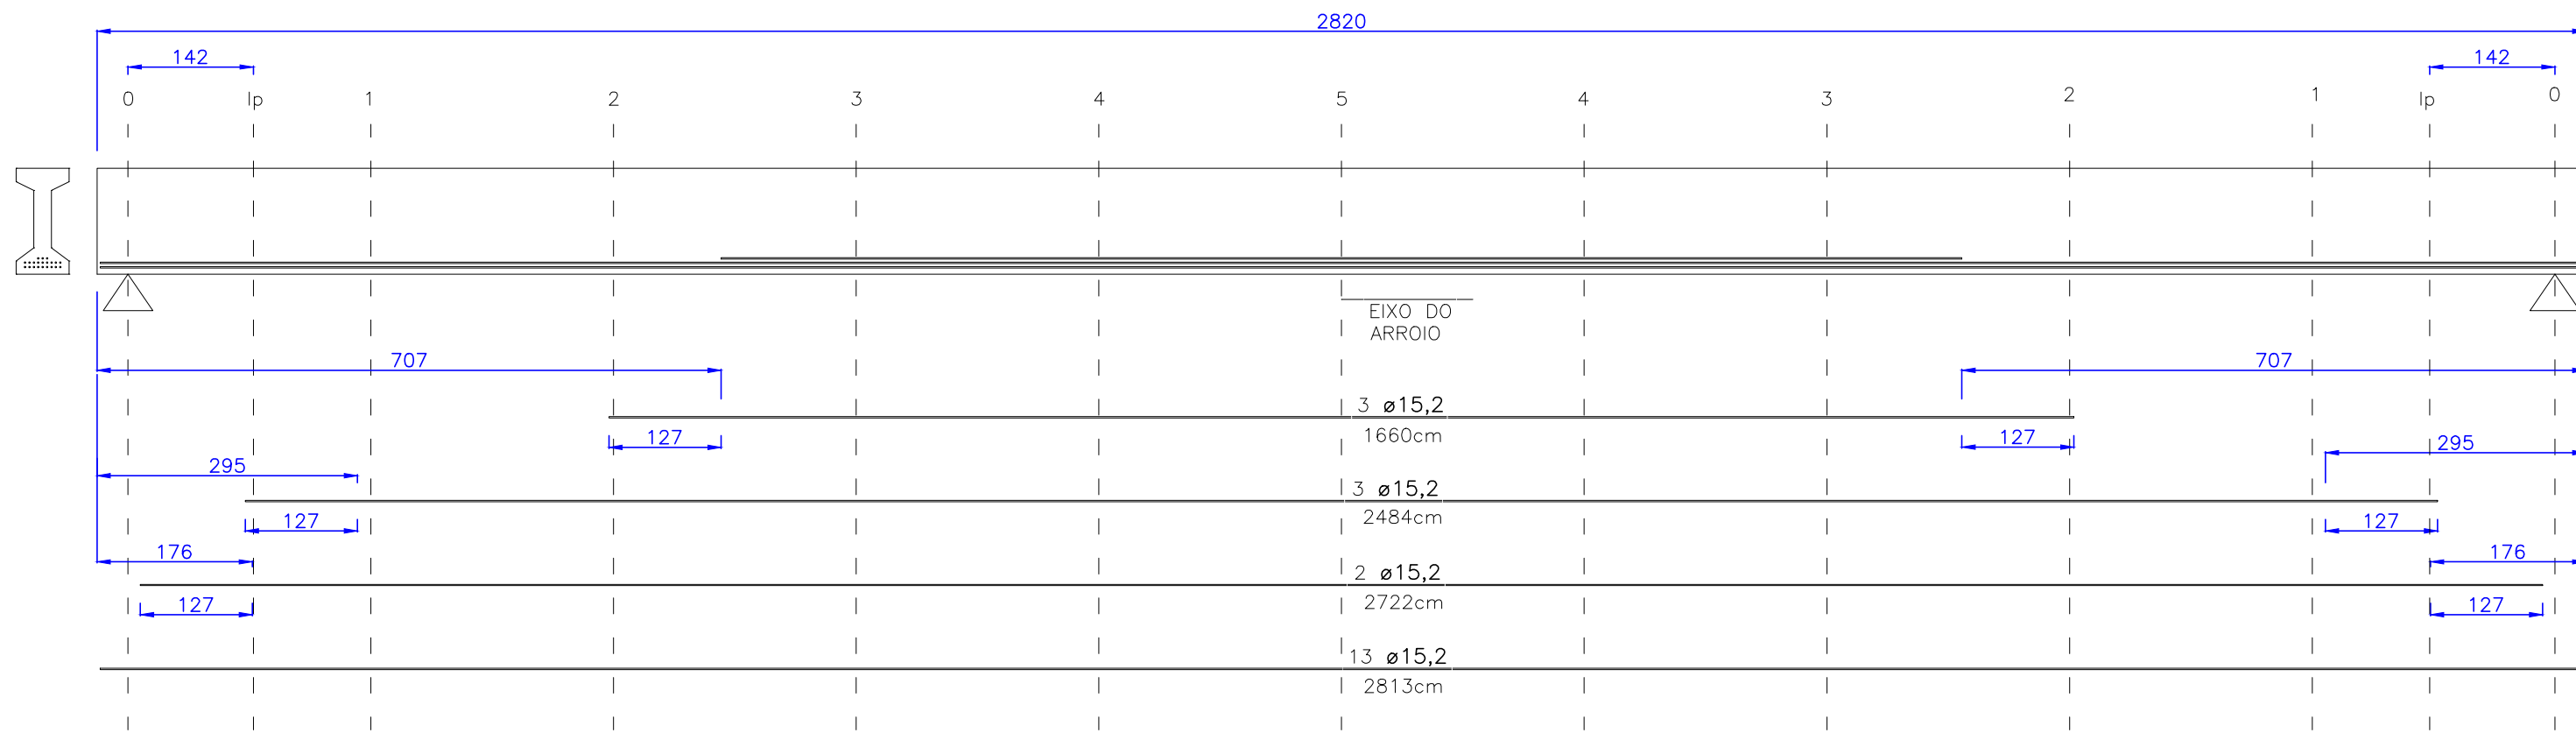 2820
142 142
0 lp 1 2 3 4 5 4 3 2 1 lp 0
EIXO DO
ARROIO
707 707
3 ø15,2
127 1660cm 127
295 295
3 ø15,2
127 2484cm 127
176 176
2 ø15,2
127 2722cm 127
13 ø15,2
2813cm